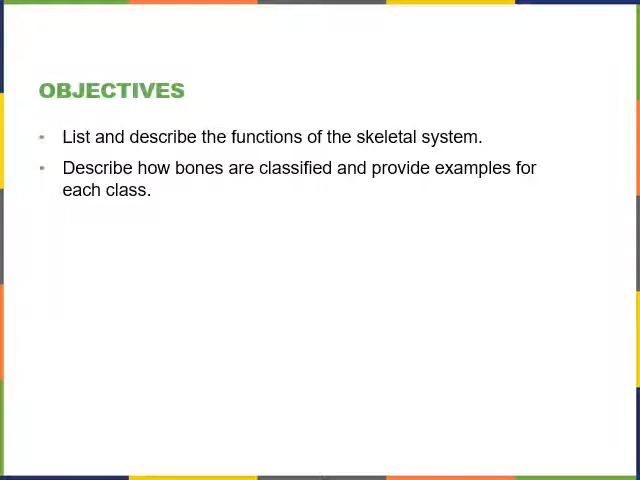 OBJECTIVES
- List and describe the functions of the skeletal system.
- Describe how bones are classified and provide examples for
each class.